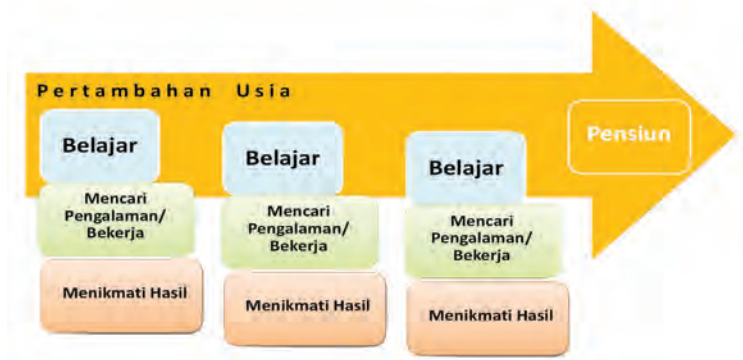 Pertambahan Usia
Belajar
Mencari
Pengalaman/
Bekerja
Menikmati Hasil
Belajar
Mencari
Pengalaman/
Bekerja
Menikmati Hasil
Belajar
Mencari
Pengalaman/
Bekerja
Menikmati Hasil
Pensiun